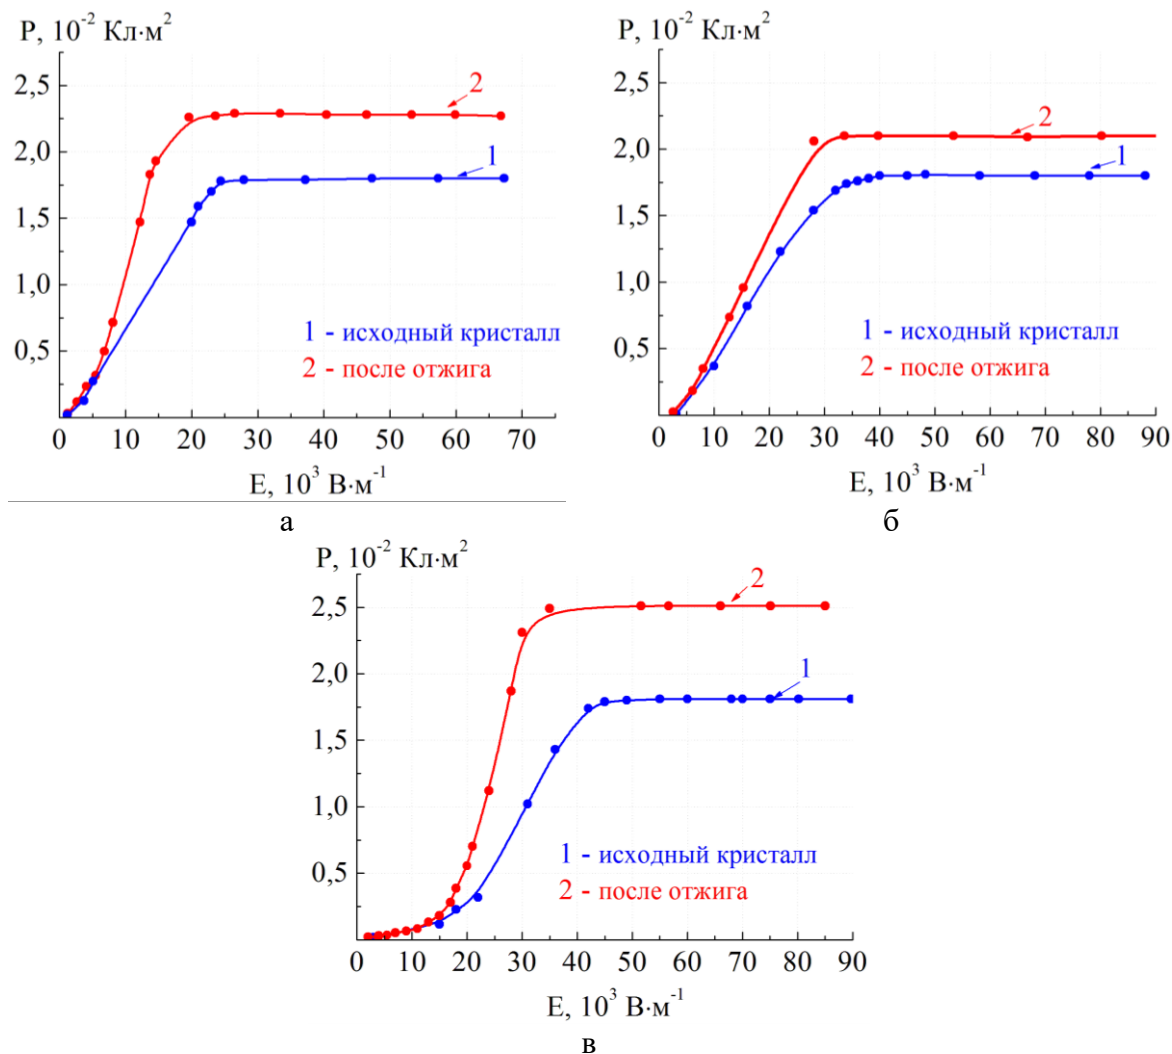 P, 10⁻² Кл·м²
2,5
2,0
1,5
1,0
0,5
0 10 20 30 40 50 60 70
E, 10³ В·м⁻¹
2
1
1 - исходный кристалл
2 - после отжига
а
P, 10⁻² Кл·м²
2,5
2,0
1,5
1,0
0,5
0 10 20 30 40 50 60 70 80 90
E, 10³ В·м⁻¹
2
1
1 - исходный кристалл
2 - после отжига
б
P, 10⁻² Кл·м²
2,5
2,0
1,5
1,0
0,5
0 10 20 30 40 50 60 70 80 90
E, 10³ В·м⁻¹
2
1
1 - исходный кристалл
2 - после отжига
в